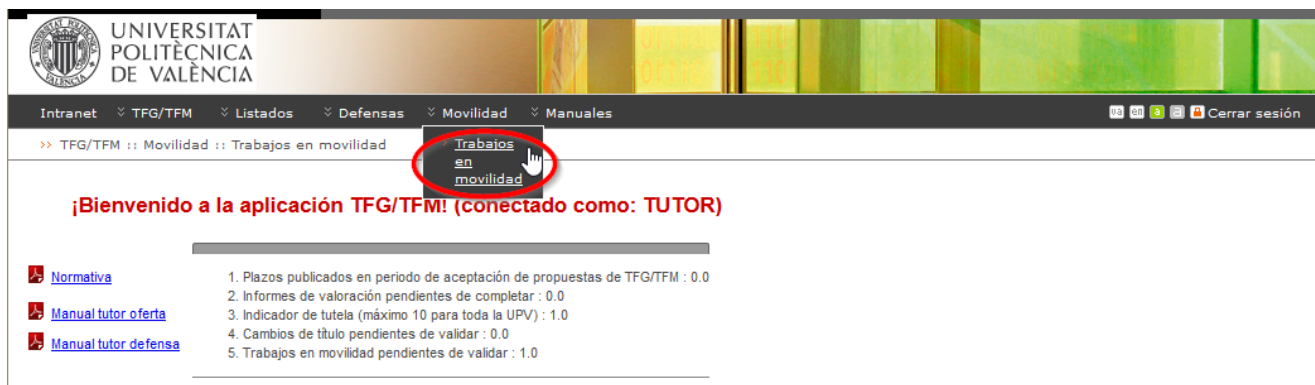 UNIVERSITAT
POLITÈCNICA
DE VALÈNCIA
Intranet TFG/TFM Listados Defensas Movilidad Manuales va en a a Cerrar sesión
>> TFG/TFM :: Movilidad :: Trabajos en movilidad
Trabajos
en
movilidad
¡Bienvenido a la aplicación TFG/TFM! (conectado como: TUTOR)
Normativa
Manual tutor oferta
Manual tutor defensa
1. Plazos publicados en periodo de aceptación de propuestas de TFG/TFM : 0.0
2. Informes de valoración pendientes de completar : 0.0
3. Indicador de tutela (máximo 10 para toda la UPV) : 1.0
4. Cambios de título pendientes de validar : 0.0
5. Trabajos en movilidad pendientes de validar : 1.0